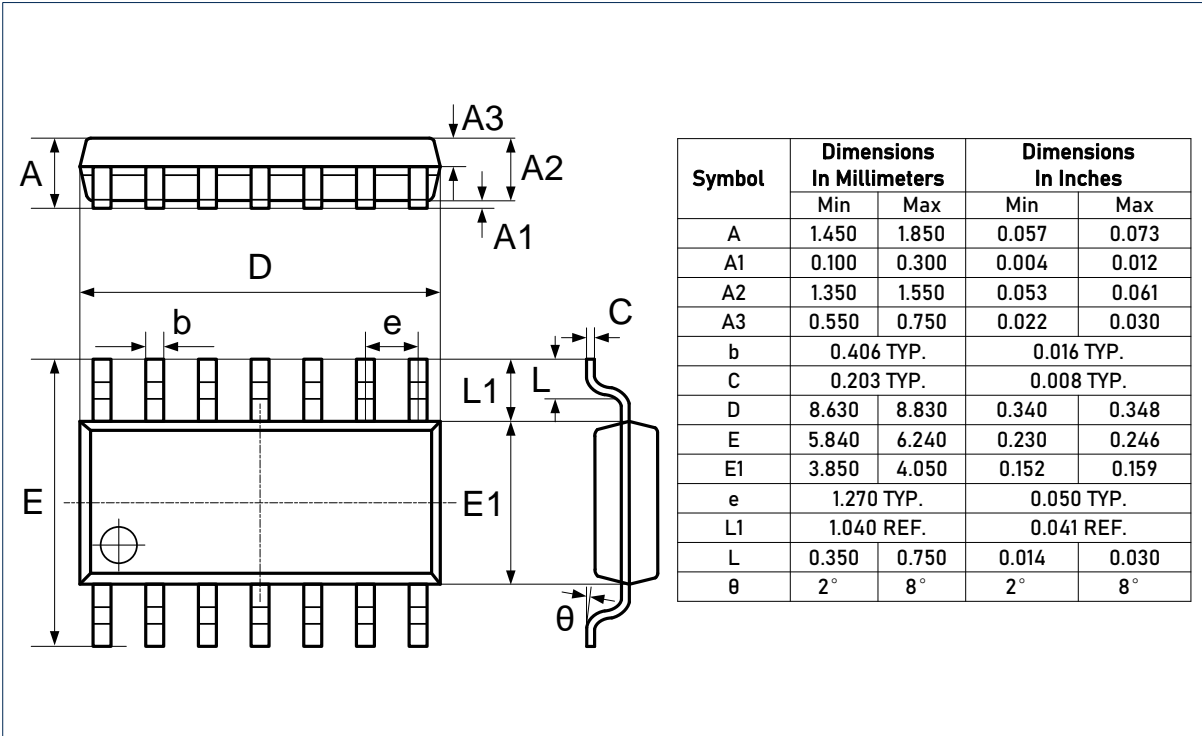 A3
A
A2
A1
D
b
e
C
L1
L
E
E1
θ
Symbol Dimensions In Millimeters Dimensions In Inches
Min Max Min Max
A 1.450 1.850 0.057 0.073
A1 0.100 0.300 0.004 0.012
A2 1.350 1.550 0.053 0.061
A3 0.550 0.750 0.022 0.030
b 0.406 TYP. 0.016 TYP.
C 0.203 TYP. 0.008 TYP.
D 8.630 8.830 0.340 0.348
E 5.840 6.240 0.230 0.246
E1 3.850 4.050 0.152 0.159
e 1.270 TYP. 0.050 TYP.
L1 1.040 REF. 0.041 REF.
L 0.350 0.750 0.014 0.030
θ 2° 8° 2° 8°